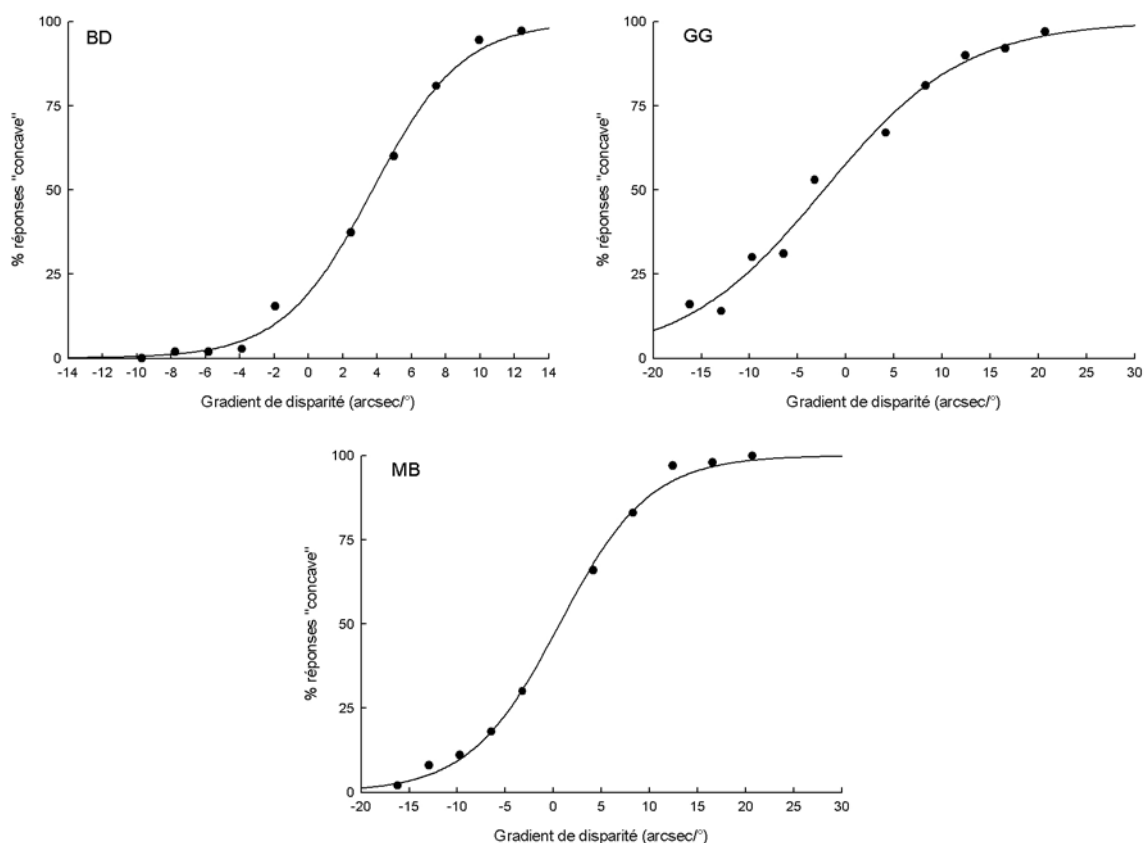 BD
% réponses "concave"
100
75
50
25
0
-14 -12 -10 -8 -6 -4 -2 0 2 4 6 8 10 12 14
Gradient de disparité (arcsec/°)
GG
% réponses "concave"
100
75
50
25
0
-20 -15 -10 -5 0 5 10 15 20 25 30
Gradient de disparité (arcsec/°)
MB
% réponses "concave"
100
75
50
25
0
-20 -15 -10 -5 0 5 10 15 20 25 30
Gradient de disparité (arcsec/°)